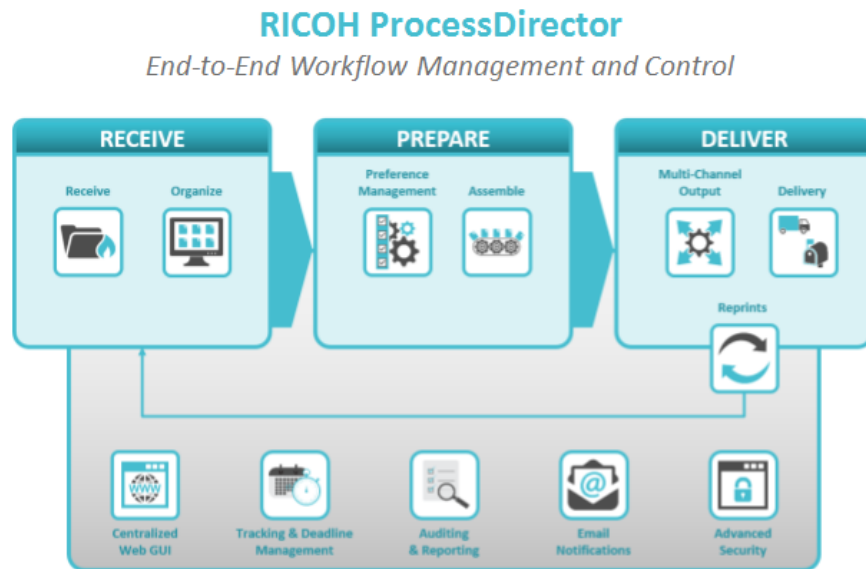 RICOH ProcessDirector
End-to-End Workflow Management and Control
RECEIVE
Receive
Organize
PREPARE
Preference
Management
Assemble
DELIVER
Multi-Channel
Output
Delivery
Reprints
WWW
Centralized
Web GUI
Tracking & Deadline
Management
Auditing
& Reporting
@
Email
Notifications
Advanced
Security